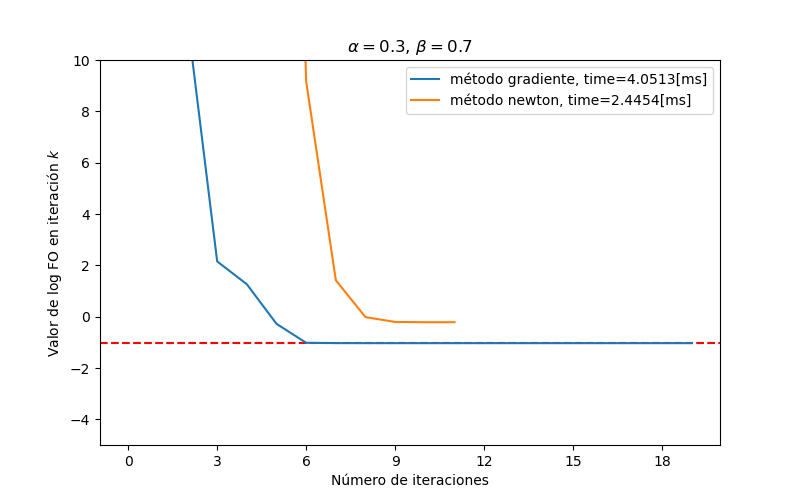 α = 0.3, β = 0.7
método gradiente, time=4.0513[ms]
método newton, time=2.4454[ms]
Valor de log FO en iteración k
10
8
6
4
2
0
−2
−4
0 3 6 9 12 15 18
Número de iteraciones